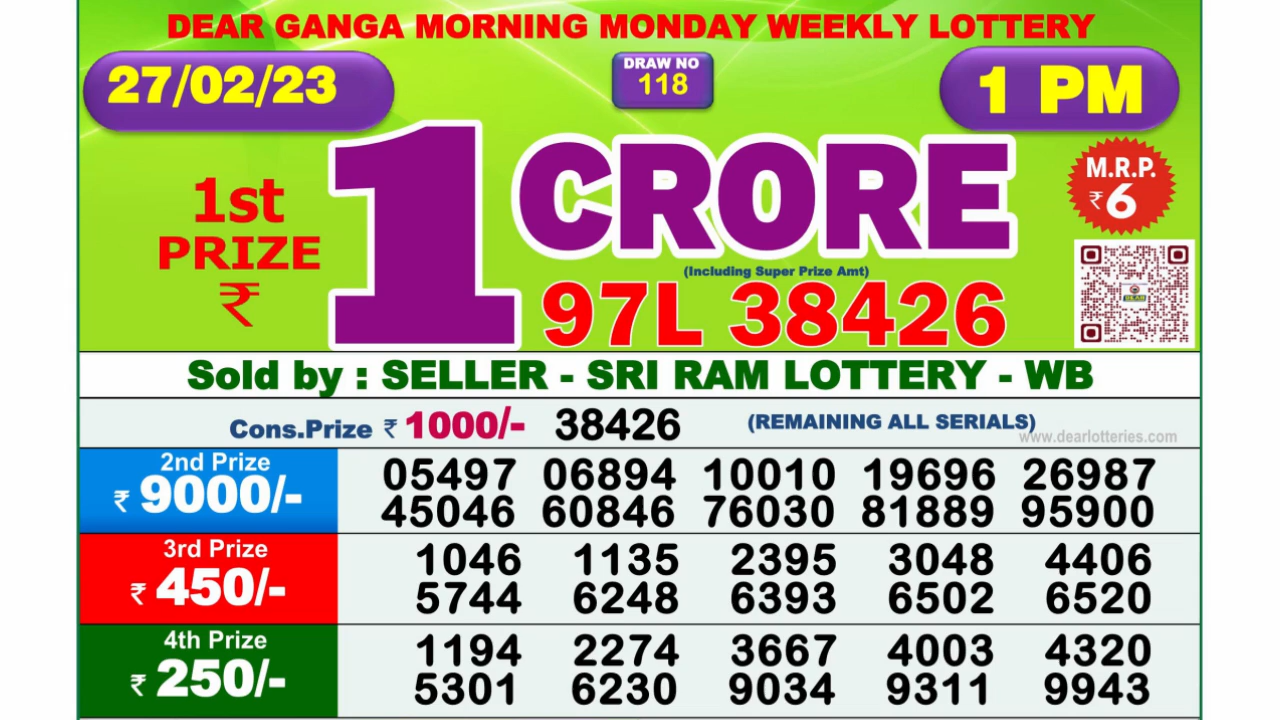 DEAR GANGA MORNING MONDAY WEEKLY LOTTERY
27/02/23
DRAW NO
118
1 PM
1st
PRIZE
₹
1 CRORE
(Including Super Prize Amt)
97L 38426
M.R.P.
₹ 6
Sold by : SELLER - SRI RAM LOTTERY - WB
Cons.Prize ₹ 1000/- 38426 (REMAINING ALL SERIALS)
www.dearlotteries.com
2nd Prize
₹ 9000/-
05497 06894 10010 19696 26987
45046 60846 76030 81889 95900
3rd Prize
₹ 450/-
1046 1135 2395 3048 4406
5744 6248 6393 6502 6520
4th Prize
₹ 250/-
1194 2274 3667 4003 4320
5301 6230 9034 9311 9943